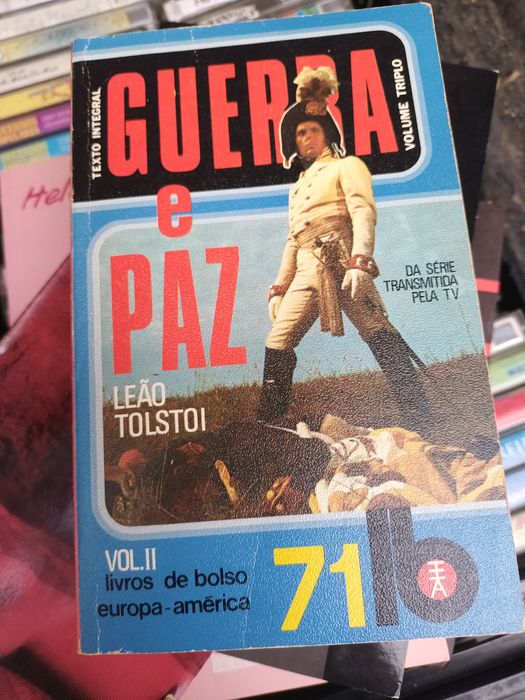 TEXTO INTEGRAL
GUERRA
VOLUME TRIPLO
e
PAZ
DA SÉRIE
TRANSMITIDA
PELA TV
LEÃO
TOLSTOI
VOL.II
livros de bolso
europa-américa
71
lb
Hel